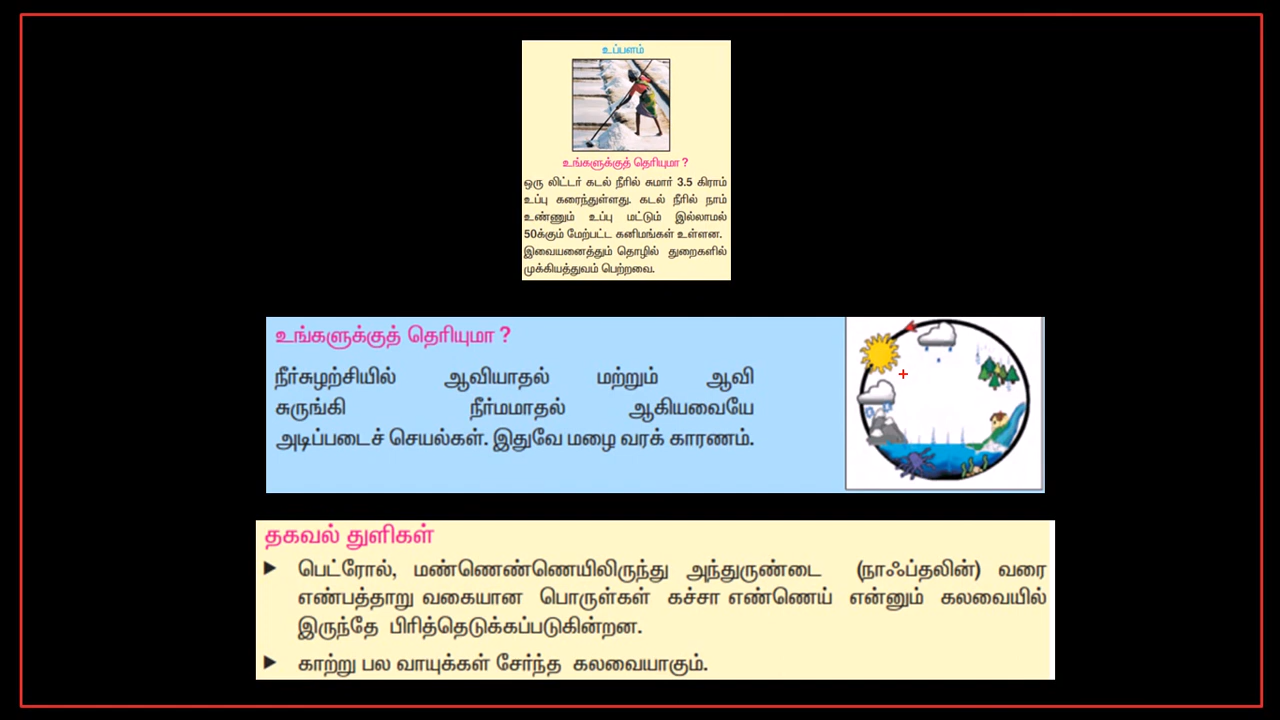 உப்பளம்
உங்களுக்குத் தெரியுமா ?
ஒரு லிட்டர் கடல் நீரில் சுமார் 3.5 கிராம்
உப்பு கரைந்துள்ளது. கடல் நீரில் நாம்
உண்ணும் உப்பு மட்டும் இல்லாமல்
50க்கும் மேற்பட்ட கனிமங்கள் உள்ளன.
இவையனைத்தும் தொழில் துறைகளில்
முக்கியத்துவம் பெற்றவை.
உங்களுக்குத் தெரியுமா ?
நீர்சுழற்சியில் ஆவியாதல் மற்றும் ஆவி
சுருங்கி நீர்மமாதல் ஆகியவையே
அடிப்படைச் செயல்கள். இதுவே மழை வரக் காரணம்.
தகவல் துளிகள்
பெட்ரோல், மண்ணெண்ணெயிலிருந்து அந்துருண்டை (நாஃப்தலின்) வரை
எண்பத்தாறு வகையான பொருள்கள் கச்சா எண்ணெய் என்னும் கலவையில்
இருந்தே பிரித்தெடுக்கப்படுகின்றன.
காற்று பல வாயுக்கள் சேர்ந்த கலவையாகும்.